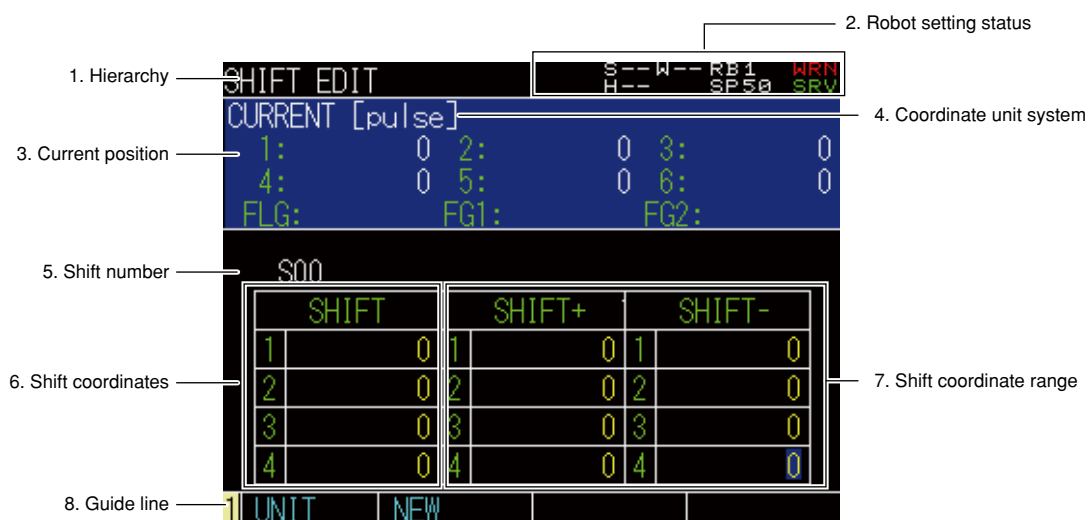 2. Robot setting status
1. Hierarchy
SHIFT EDIT
S--W-- RB1 WRN
H-- SP50 SRV
CURRENT [pulse]
4. Coordinate unit system
3. Current position
1: 0 2: 0 3: 0
4: 0 5: 0 6: 0
FLG: FG1: FG2:
5. Shift number
S00
SHIFT SHIFT+ SHIFT-
1 0 1 0 1 0
6. Shift coordinates
2 0 2 0 2 0
7. Shift coordinate range
3 0 3 0 3 0
4 0 4 0 4 0
8. Guide line
1 UNIT NEW